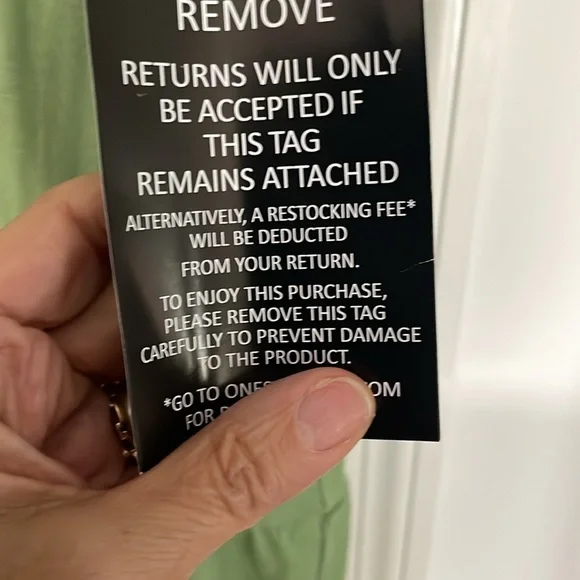 REMOVE
RETURNS WILL ONLY
BE ACCEPTED IF
THIS TAG
REMAINS ATTACHED
ALTERNATIVELY, A RESTOCKING FEE*
WILL BE DEDUCTED
FROM YOUR RETURN.
TO ENJOY THIS PURCHASE,
PLEASE REMOVE THIS TAG
CAREFULLY TO PREVENT DAMAGE
TO THE PRODUCT.
*GO TO
FOR